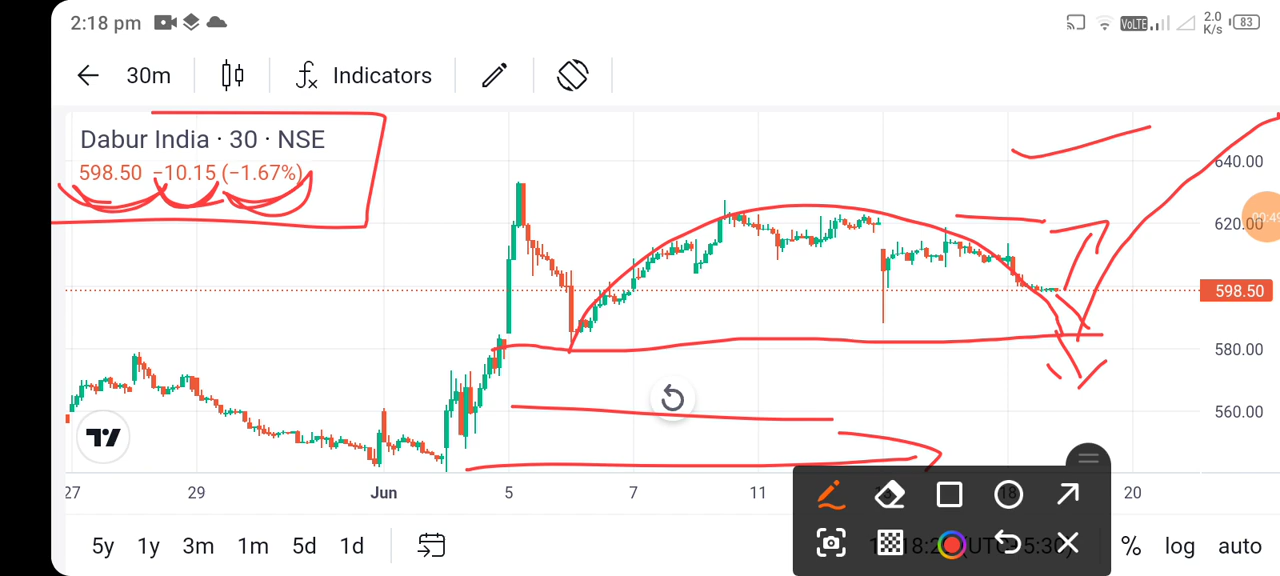 2:18 pm
VoLTE
2.0
K/s
83
30m
Indicators
Dabur India · 30 · NSE
598.50 −10.15 (−1.67%)
640.00
620.00
598.50
580.00
560.00
27 29 Jun 5 7 11 18 20
5y 1y 3m 1m 5d 1d
% log auto